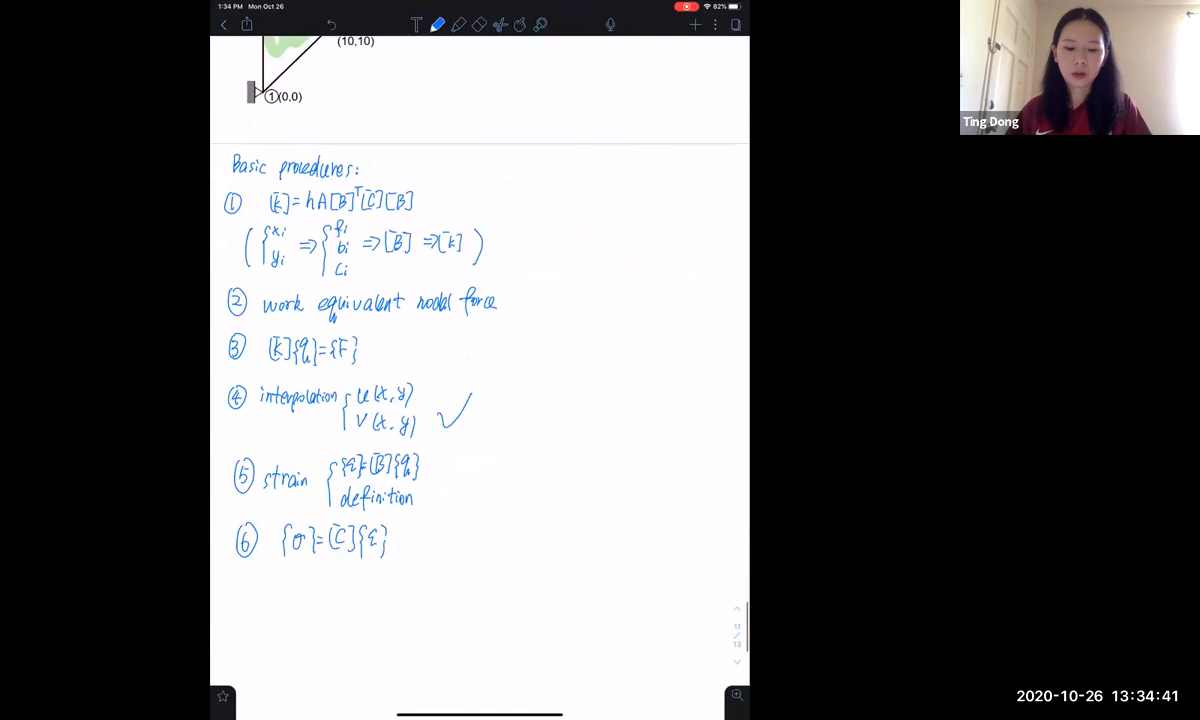 1:34 PM Mon Oct 26
82%
(10,10)
①(0,0)
Ting Dong
Basic procedures:
① [k]=hA[B]ᵀ[C][B]
( { xi yi ⇒ { fi bi ci ⇒ [B] ⇒ [k] )
② work equivalent nodal force
③ [K]{q}={F}
④ interpolation { u(x,y)
v(x,y) ✓
⑤ strain { {ε}=[B]{q}
definition
⑥ {σ}=[C]{ε}
11
/
13
2020-10-26 13:34:41